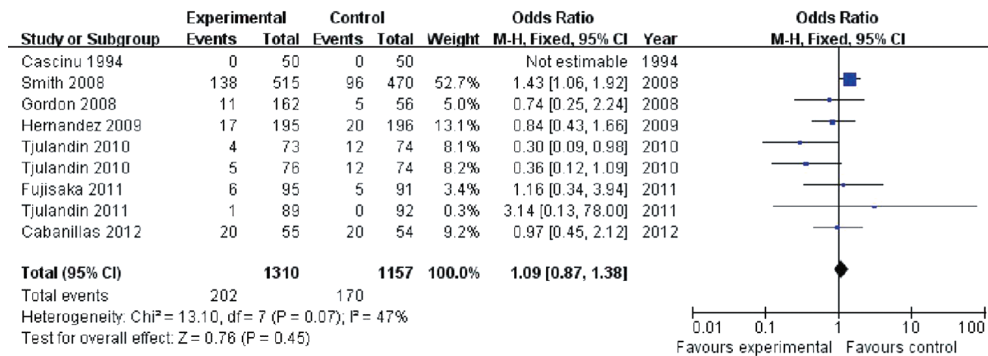 Experimental Control Odds Ratio Odds Ratio
Study or Subgroup Events Total Events Total Weight M-H, Fixed, 95% CI Year M-H, Fixed, 95% CI
Cascinu 1994 0 50 0 50 Not estimable 1994
Smith 2008 138 515 96 470 52.7% 1.43 [1.06, 1.92] 2008
Gordon 2008 11 162 5 56 5.0% 0.74 [0.25, 2.24] 2008
Hernandez 2009 17 195 20 196 13.1% 0.84 [0.43, 1.66] 2009
Tjulandin 2010 4 73 12 74 8.1% 0.30 [0.09, 0.98] 2010
Tjulandin 2010 5 76 12 74 8.2% 0.36 [0.12, 1.09] 2010
Fujisaka 2011 6 95 5 91 3.4% 1.16 [0.34, 3.94] 2011
Tjulandin 2011 1 89 0 92 0.3% 3.14 [0.13, 78.00] 2011
Cabanillas 2012 20 55 20 54 9.2% 0.97 [0.45, 2.12] 2012
Total (95% CI) 1310 1157 100.0% 1.09 [0.87, 1.38]
Total events 202 170
Heterogeneity: Chi² = 13.10, df = 7 (P = 0.07); I² = 47%
Test for overall effect: Z = 0.76 (P = 0.45)
0.01 0.1 1 10 100
Favours experimental Favours control